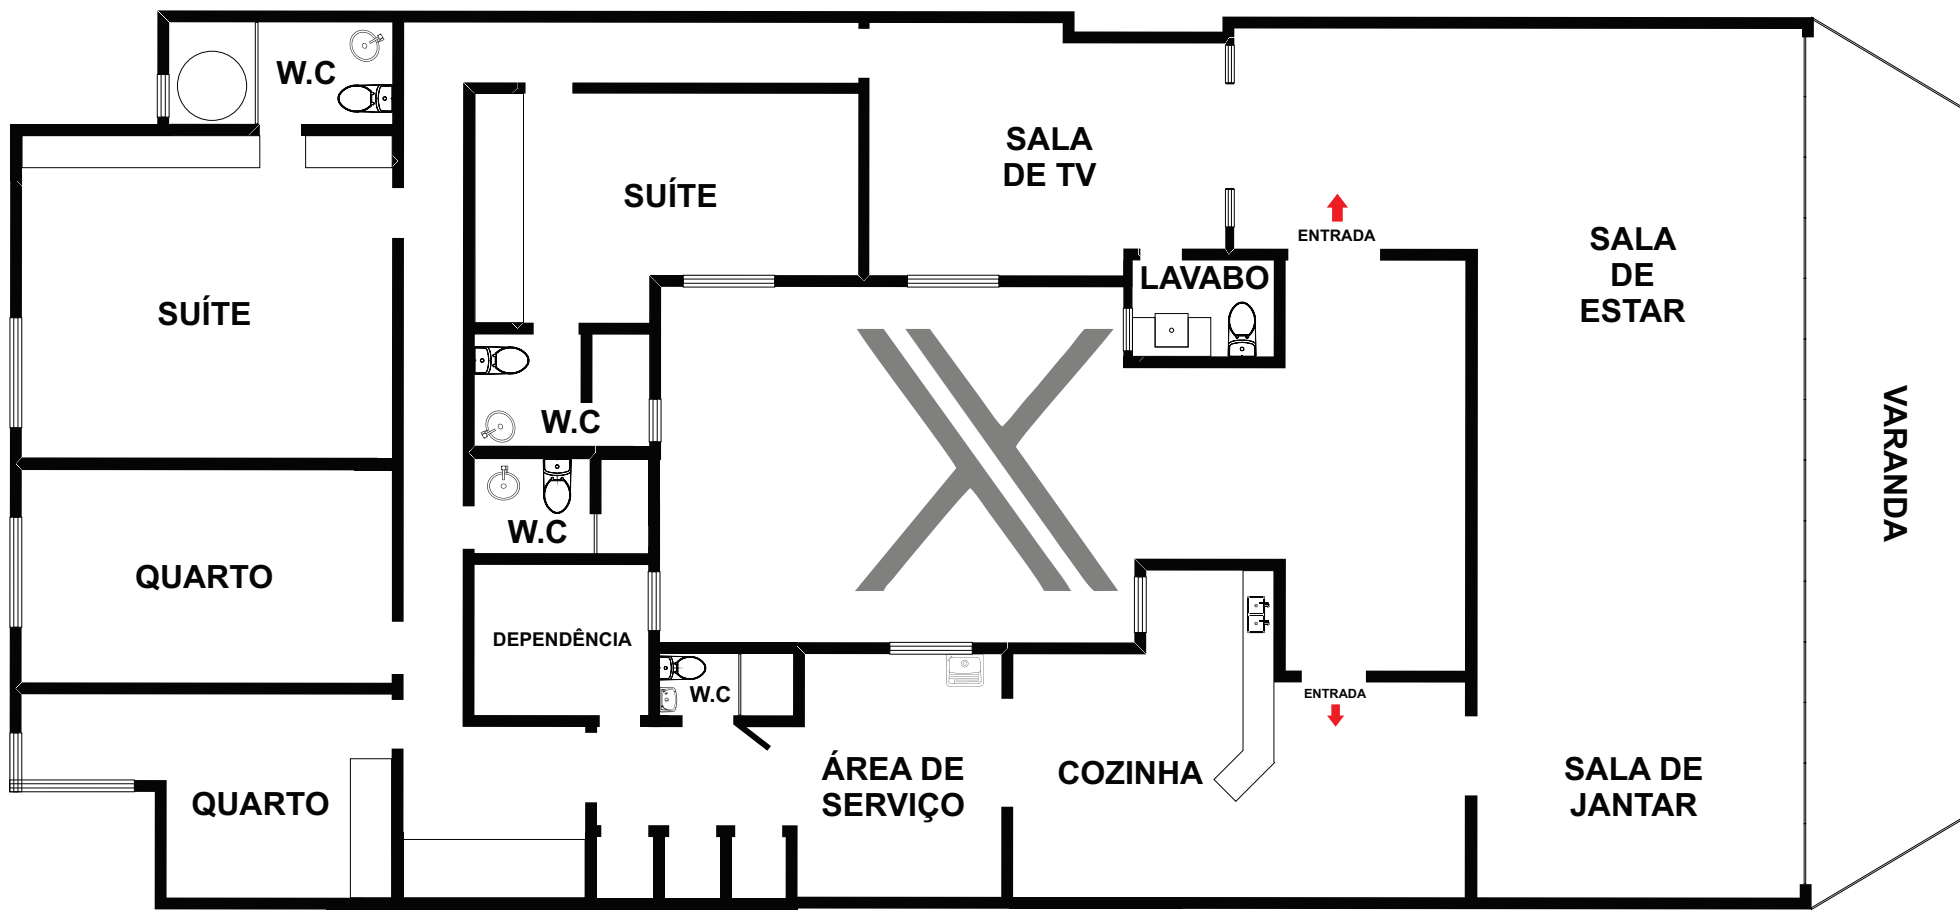 W.C
SALA
DE TV
SUÍTE
ENTRADA
SALA
DE
ESTAR
LAVABO
SUÍTE
VARANDA
W.C
W.C
QUARTO
DEPENDÊNCIA
W.C
ENTRADA
ÁREA DE
SERVIÇO
COZINHA
SALA DE
JANTAR
QUARTO